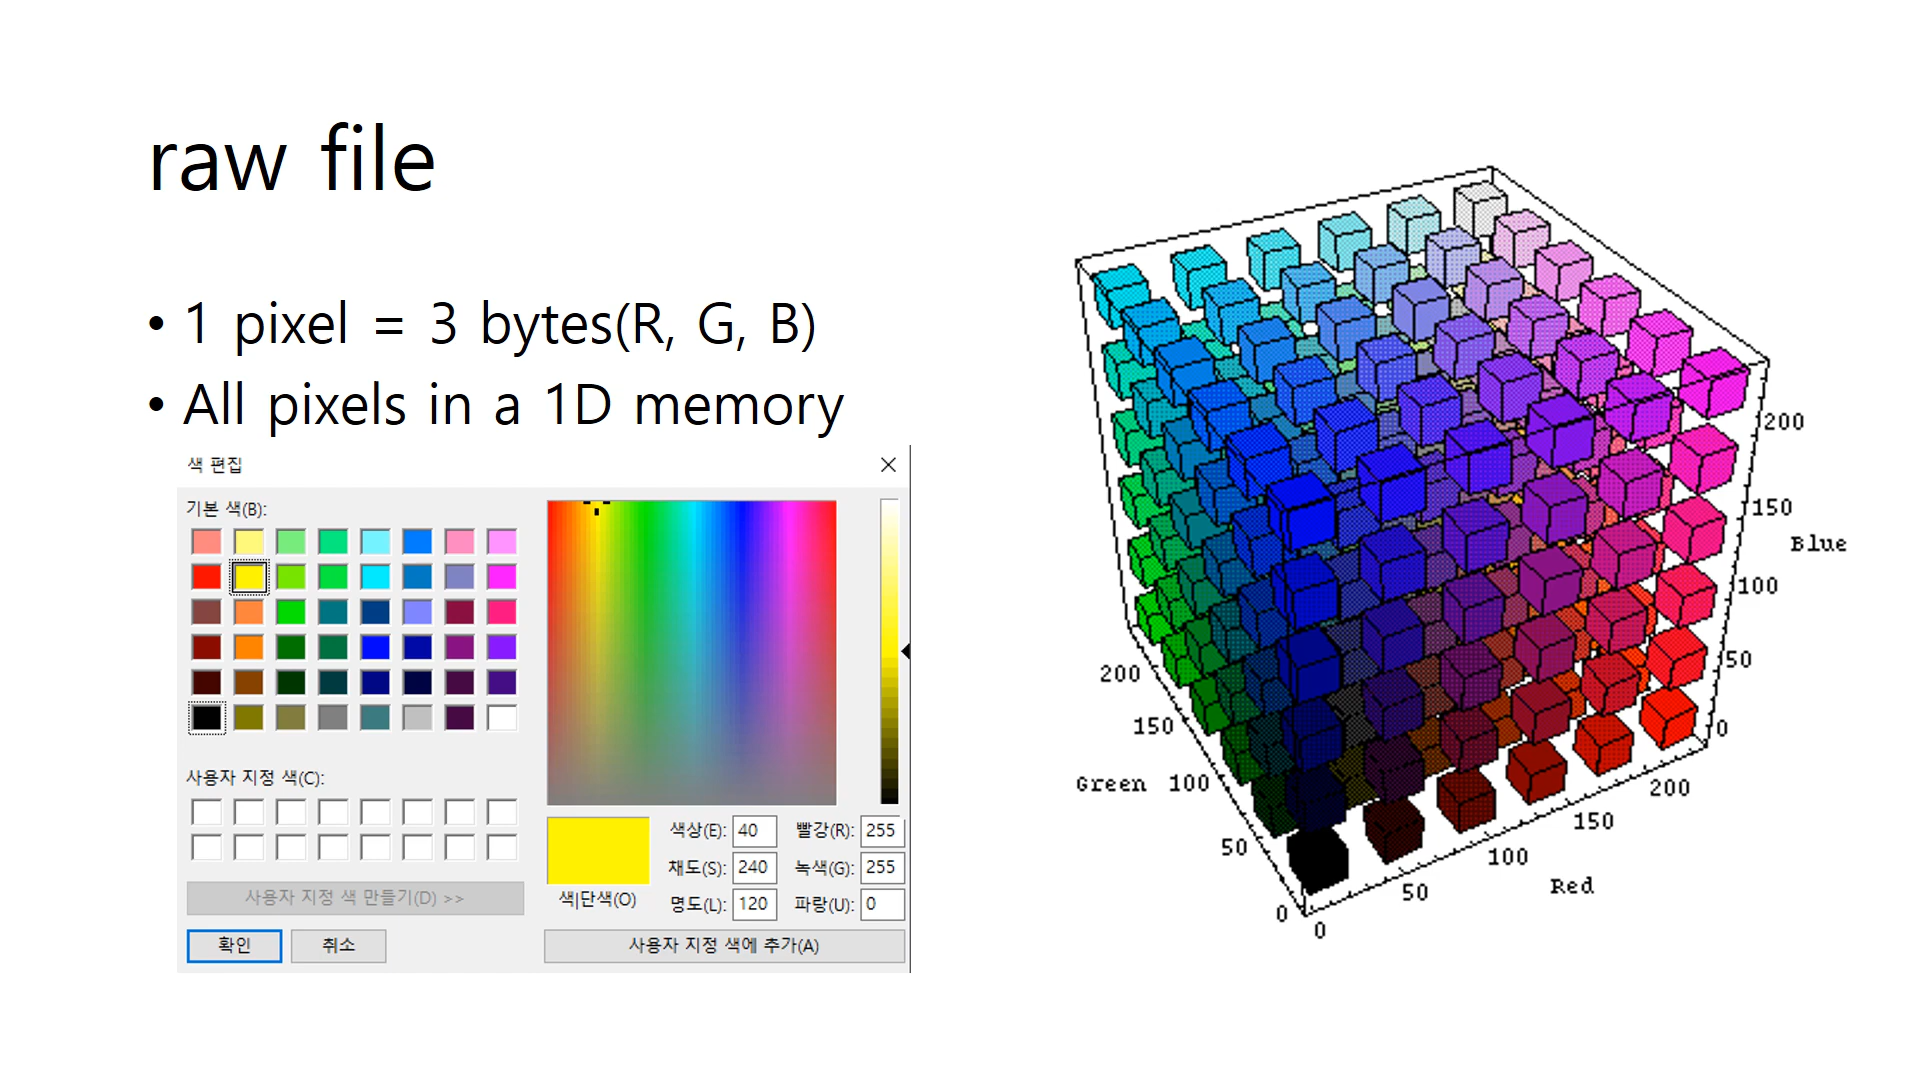 raw file
• 1 pixel = 3 bytes(R, G, B)
• All pixels in a 1D memory
색 편집
기본 색(B):
사용자 지정 색(C):
사용자 지정 색 만들기(D) >>
확인 취소
색상(E): 40 빨강(R): 255
채도(S): 240 녹색(G): 255
색|단색(O)
명도(L): 120 파랑(U): 0
사용자 지정 색에 추가(A)
200
150
Blue
100
50
0
200
150
Green 100
50
0
0
50
100
150
200
Red